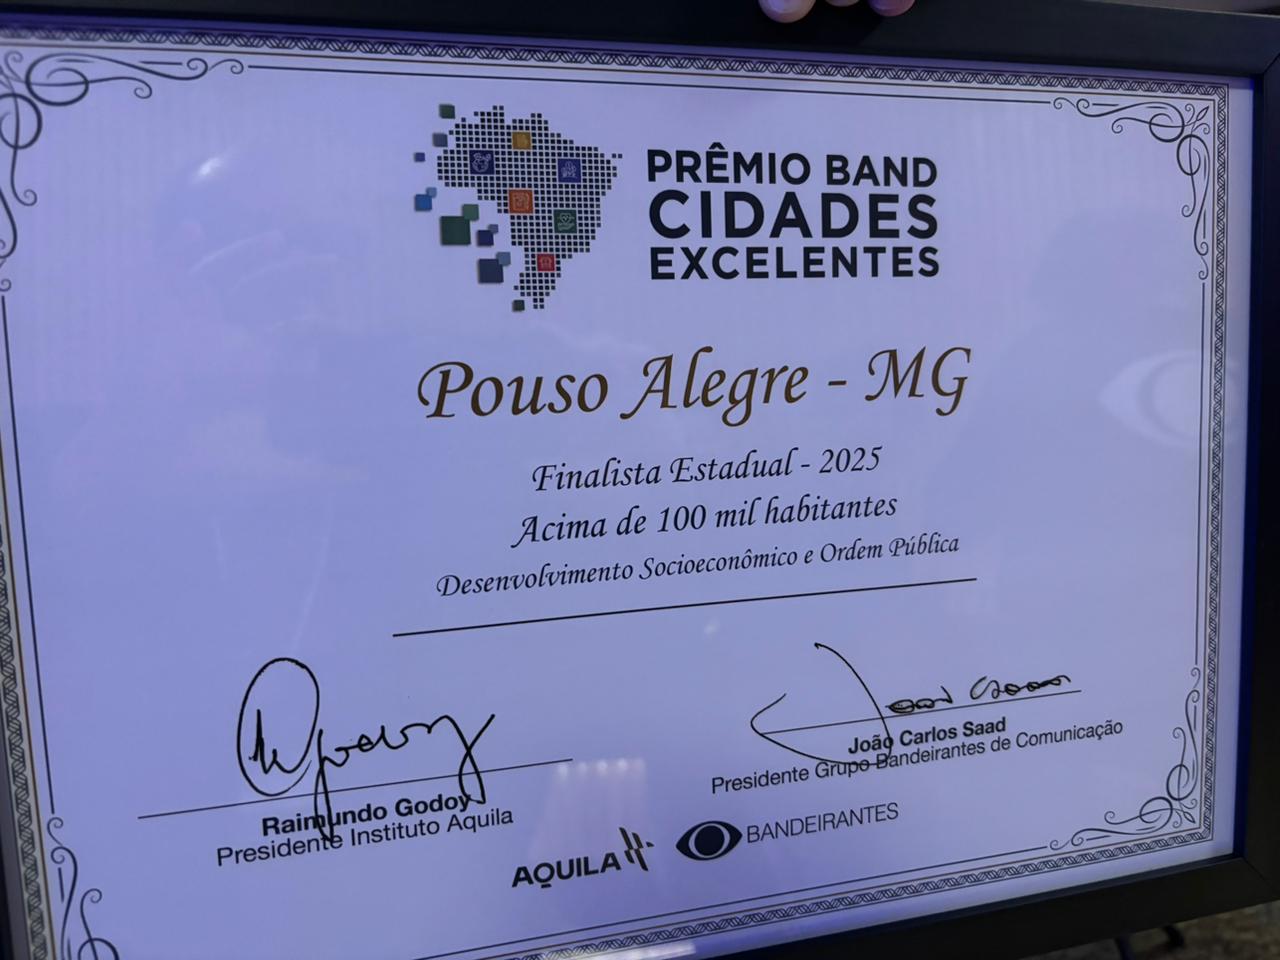 PRÊMIO BAND
CIDADES
EXCELENTES
Pouso Alegre - MG
Finalista Estadual - 2025
Acima de 100 mil habitantes
Desenvolvimento Socioeconômico e Ordem Pública
Raimundo Godoy
Presidente Instituto Aquila
João Carlos Saad
Presidente Grupo Bandeirantes de Comunicação
AQUILA
BANDEIRANTES